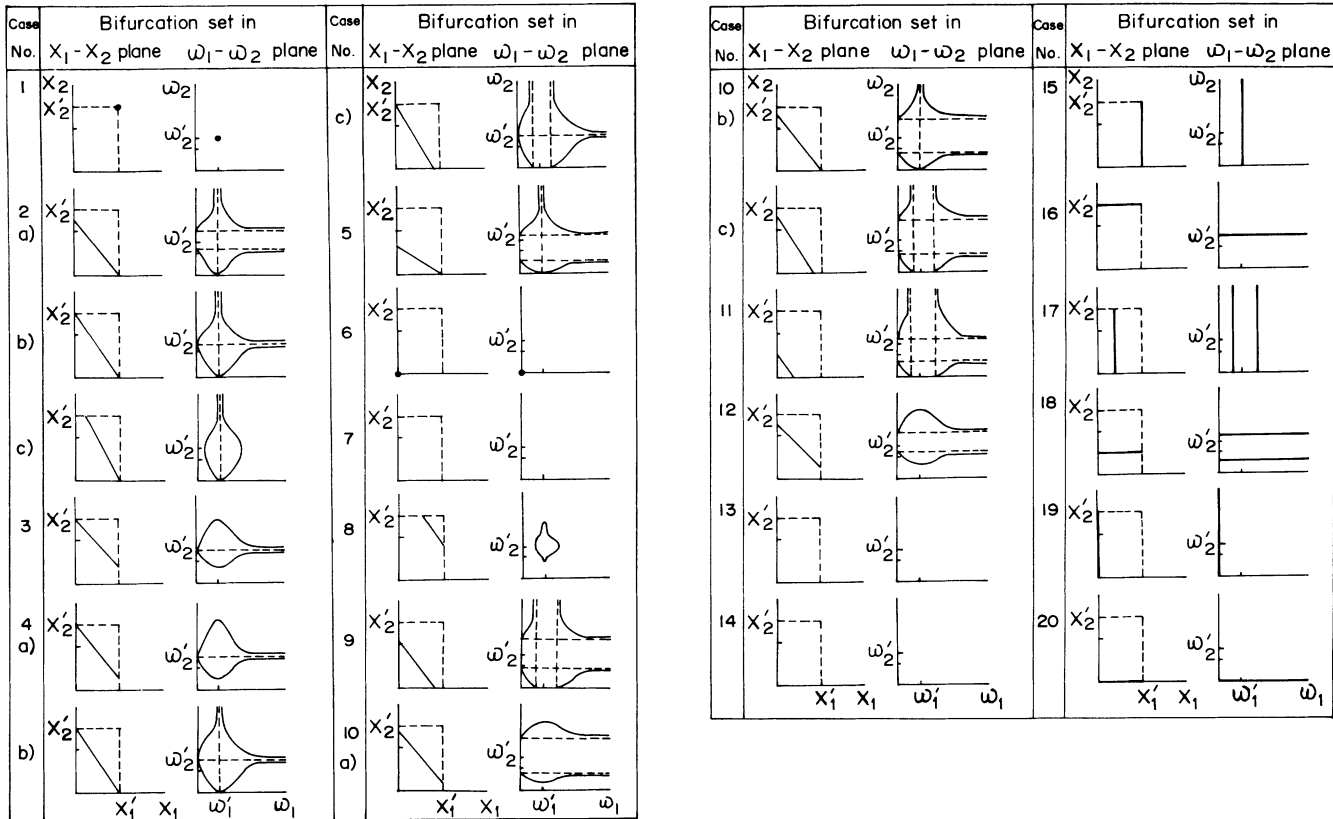 Case Bifurcation set in
No. X₁-X₂ plane ω₁-ω₂ plane
1 X₂ ω₂
X′₂ ω′₂
2 X′₂ ω′₂
a)
X′₂ ω′₂
b)
X′₂ ω′₂
c)
3 X′₂ ω′₂
4 X′₂ ω′₂
a)
X′₂ ω′₂
b)
X′₁ X₁ ω′₁ ω₁
Case Bifurcation set in
No. X₁-X₂ plane ω₁-ω₂ plane
X₂ ω₂
c) X′₂ ω′₂
X′₂ ω′₂
5
X′₂ ω′₂
6
X′₂ ω′₂
7
8 X′₂ ω′₂
9 X′₂ ω′₂
10 X′₂ ω′₂
a)
X′₁ X₁ ω′₁ ω₁
Case Bifurcation set in
No. X₁-X₂ plane ω₁-ω₂ plane
10 X₂ ω₂
b) X′₂ ω′₂
X′₂ ω′₂
c)
11 X′₂ ω′₂
12 X′₂ ω′₂
13 X′₂ ω′₂
14 X′₂ ω′₂
X′₁ X₁ ω′₁ ω₁
Case Bifurcation set in
No. X₁-X₂ plane ω₁-ω₂ plane
15 X₂ ω₂
X′₂ ω′₂
16 X′₂ ω′₂
17 X′₂ ω′₂
18 X′₂ ω′₂
19 X′₂ ω′₂
20 X′₂ ω′₂
X′₁ X₁ ω′₁ ω₁